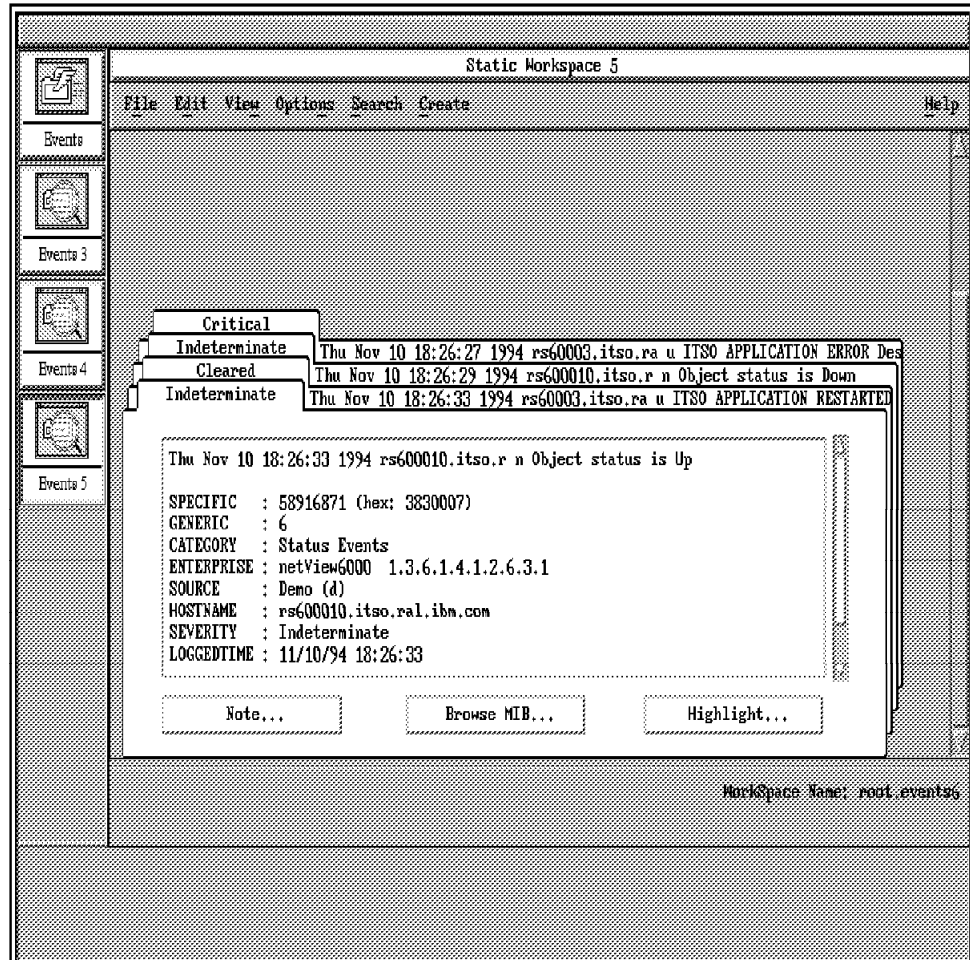 Static Workspace 5
File Edit View Options Search Create Help
Events
Events 3
Events 4
Events 5
Critical
Indeterminate Thu Nov 10 18:26:27 1994 rs60003.itso.ra u ITSO APPLICATION ERROR Des
Cleared Thu Nov 10 18:26:29 1994 rs600010.itso.r n Object status is Down
Indeterminate Thu Nov 10 18:26:33 1994 rs60003.itso.ra u ITSO APPLICATION RESTARTED
Thu Nov 10 18:26:33 1994 rs600010.itso.r n Object status is Up
SPECIFIC : 58916871 (hex: 3830007)
GENERIC : 6
CATEGORY : Status Events
ENTERPRISE : netView6000 1.3.6.1.4.1.2.6.3.1
SOURCE : Demo (d)
HOSTNAME : rs600010.itso.ral.ibm.com
SEVERITY : Indeterminate
LOGGEDTIME : 11/10/94 18:26:33
Note... Browse MIB... Highlight...
WorkSpace Name: root.events6